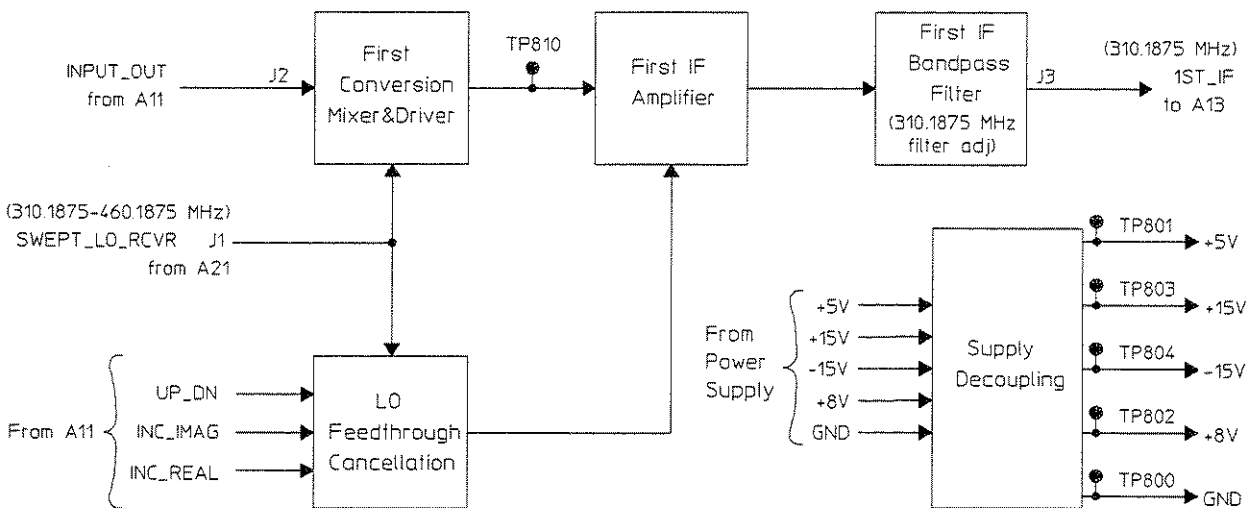 INPUT_OUT
from A11
J2
First
Conversion
Mixer&Driver
TP810
First IF
Amplifier
First IF
Bandpass
Filter
(310.1875 MHz
filter adj)
J3
(310.1875 MHz)
1ST_IF
to A13
(310.1875-460.1875 MHz)
SWEPT_LO_RCVR J1
from A21
From A11
UP_DN
INC_IMAG
INC_REAL
LO
Feedthrough
Cancellation
From
Power
Supply
+5V
+15V
-15V
+8V
GND
Supply
Decoupling
TP801
+5V
TP803
+15V
TP804
-15V
TP802
+8V
TP800
GND